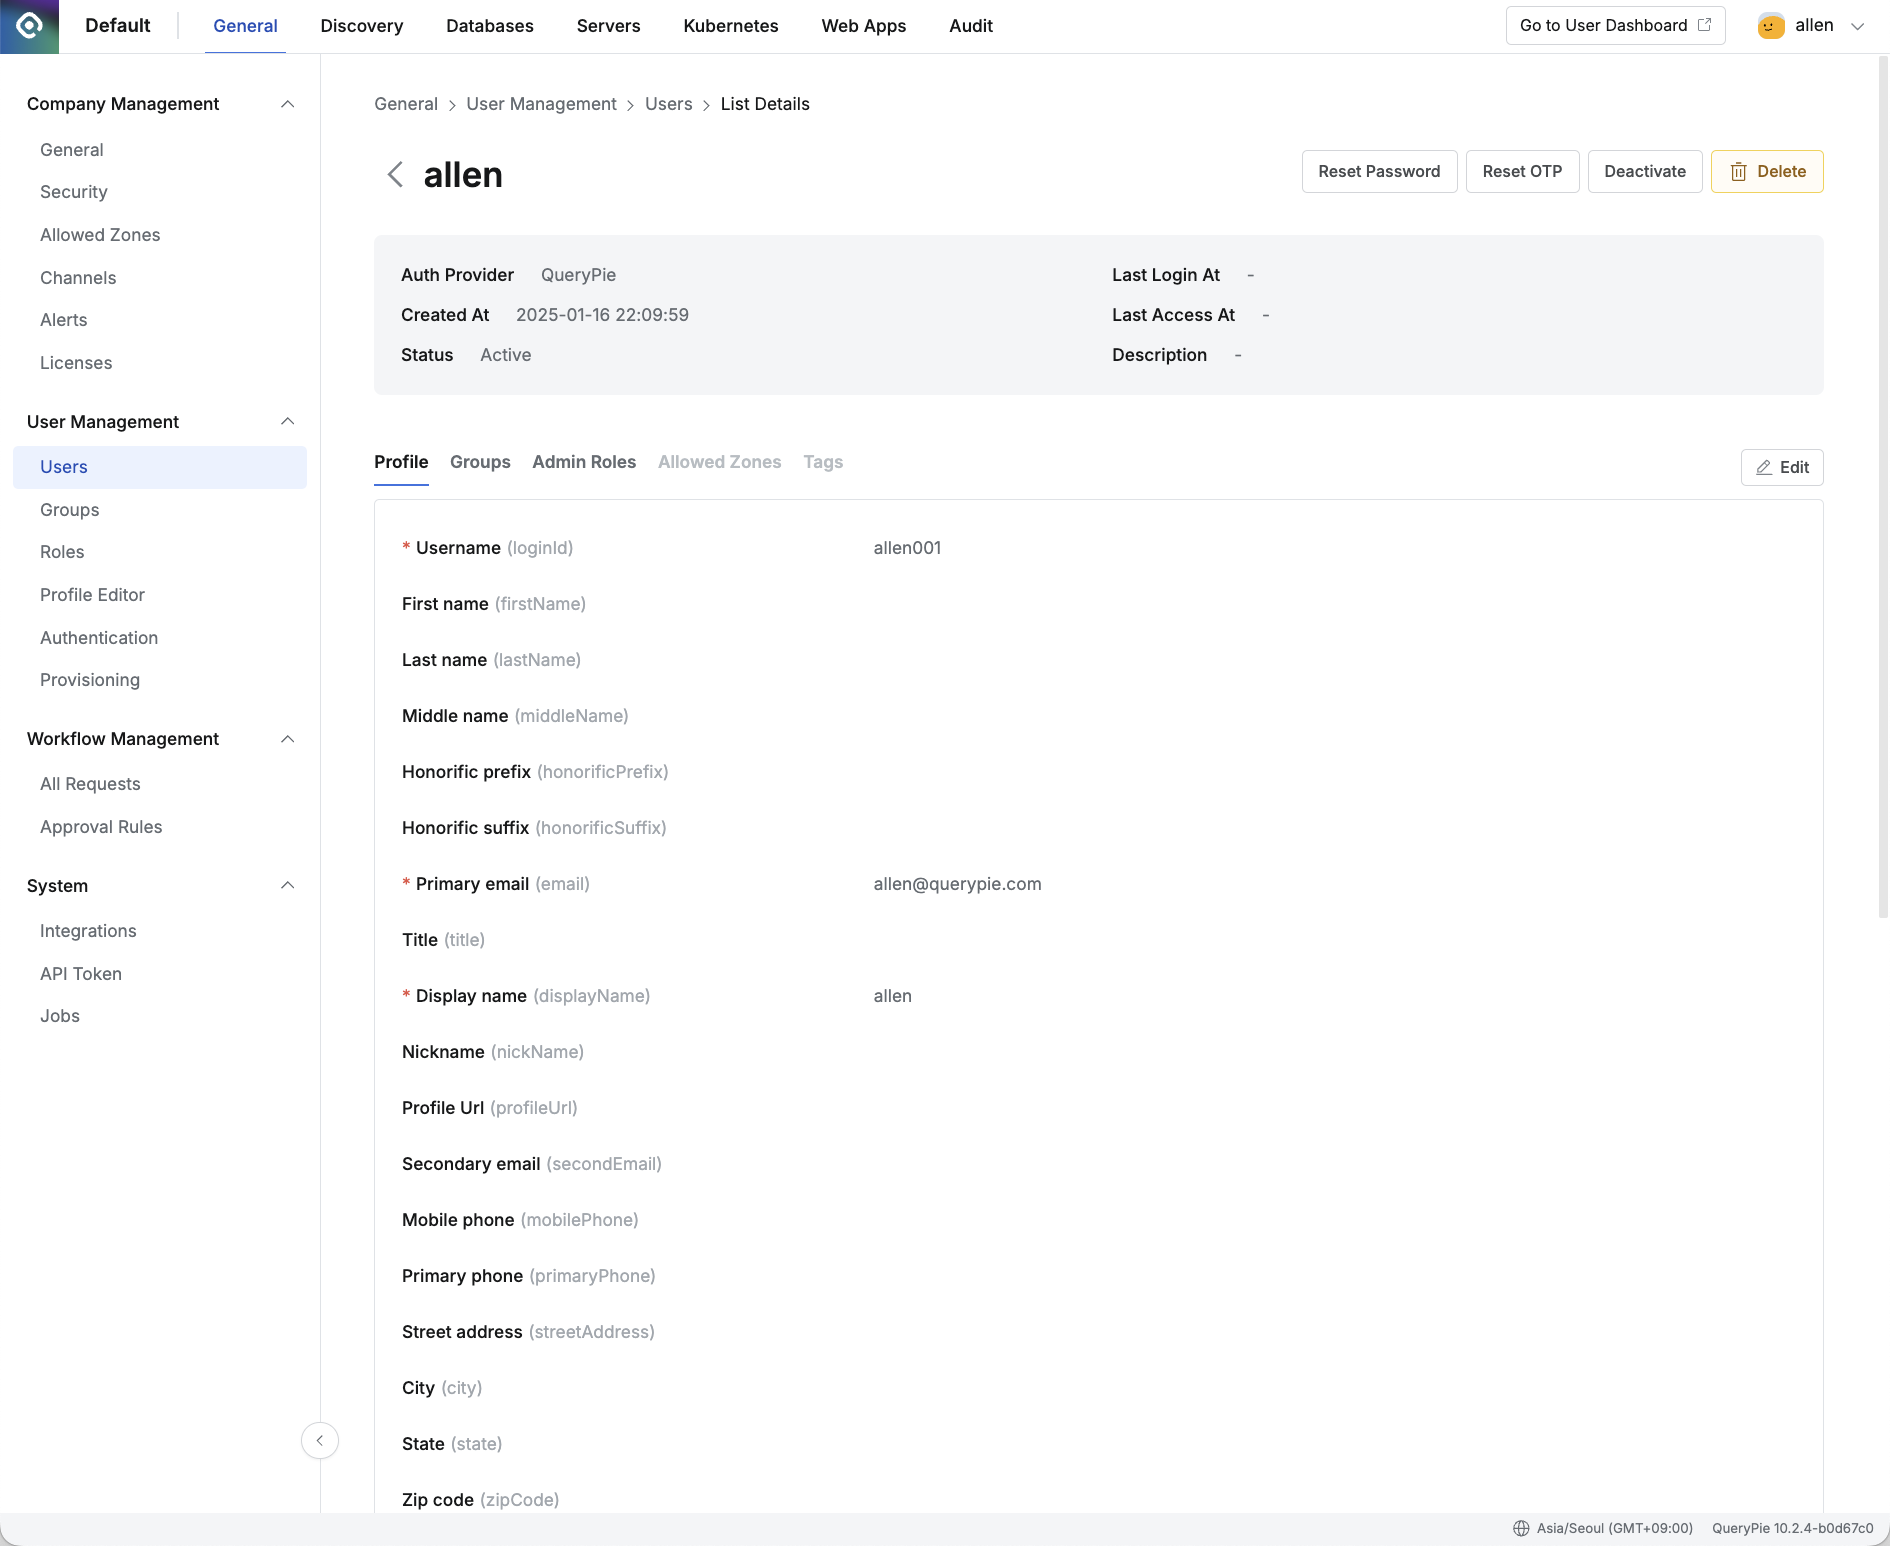 Default
General
Discovery
Databases
Servers
Kubernetes
Web Apps
Audit
Go to User Dashboard
allen
Company Management
General
Security
Allowed Zones
Channels
Alerts
Licenses
User Management
Users
Groups
Roles
Profile Editor
Authentication
Provisioning
Workflow Management
All Requests
Approval Rules
System
Integrations
API Token
Jobs
General > User Management > Users > List Details
allen
Reset Password
Reset OTP
Deactivate
Delete
Auth Provider QueryPie
Created At 2025-01-16 22:09:59
Status Active
Last Login At -
Last Access At -
Description -
Profile
Groups
Admin Roles
Allowed Zones
Tags
Edit
* Username (loginId) allen001
First name (firstName)
Last name (lastName)
Middle name (middleName)
Honorific prefix (honorificPrefix)
Honorific suffix (honorificSuffix)
* Primary email (email) allen@querypie.com
Title (title)
* Display name (displayName) allen
Nickname (nickName)
Profile Url (profileUrl)
Secondary email (secondEmail)
Mobile phone (mobilePhone)
Primary phone (primaryPhone)
Street address (streetAddress)
City (city)
State (state)
Zip code (zipCode)
Asia/Seoul (GMT+09:00)
QueryPie 10.2.4-b0d67c0